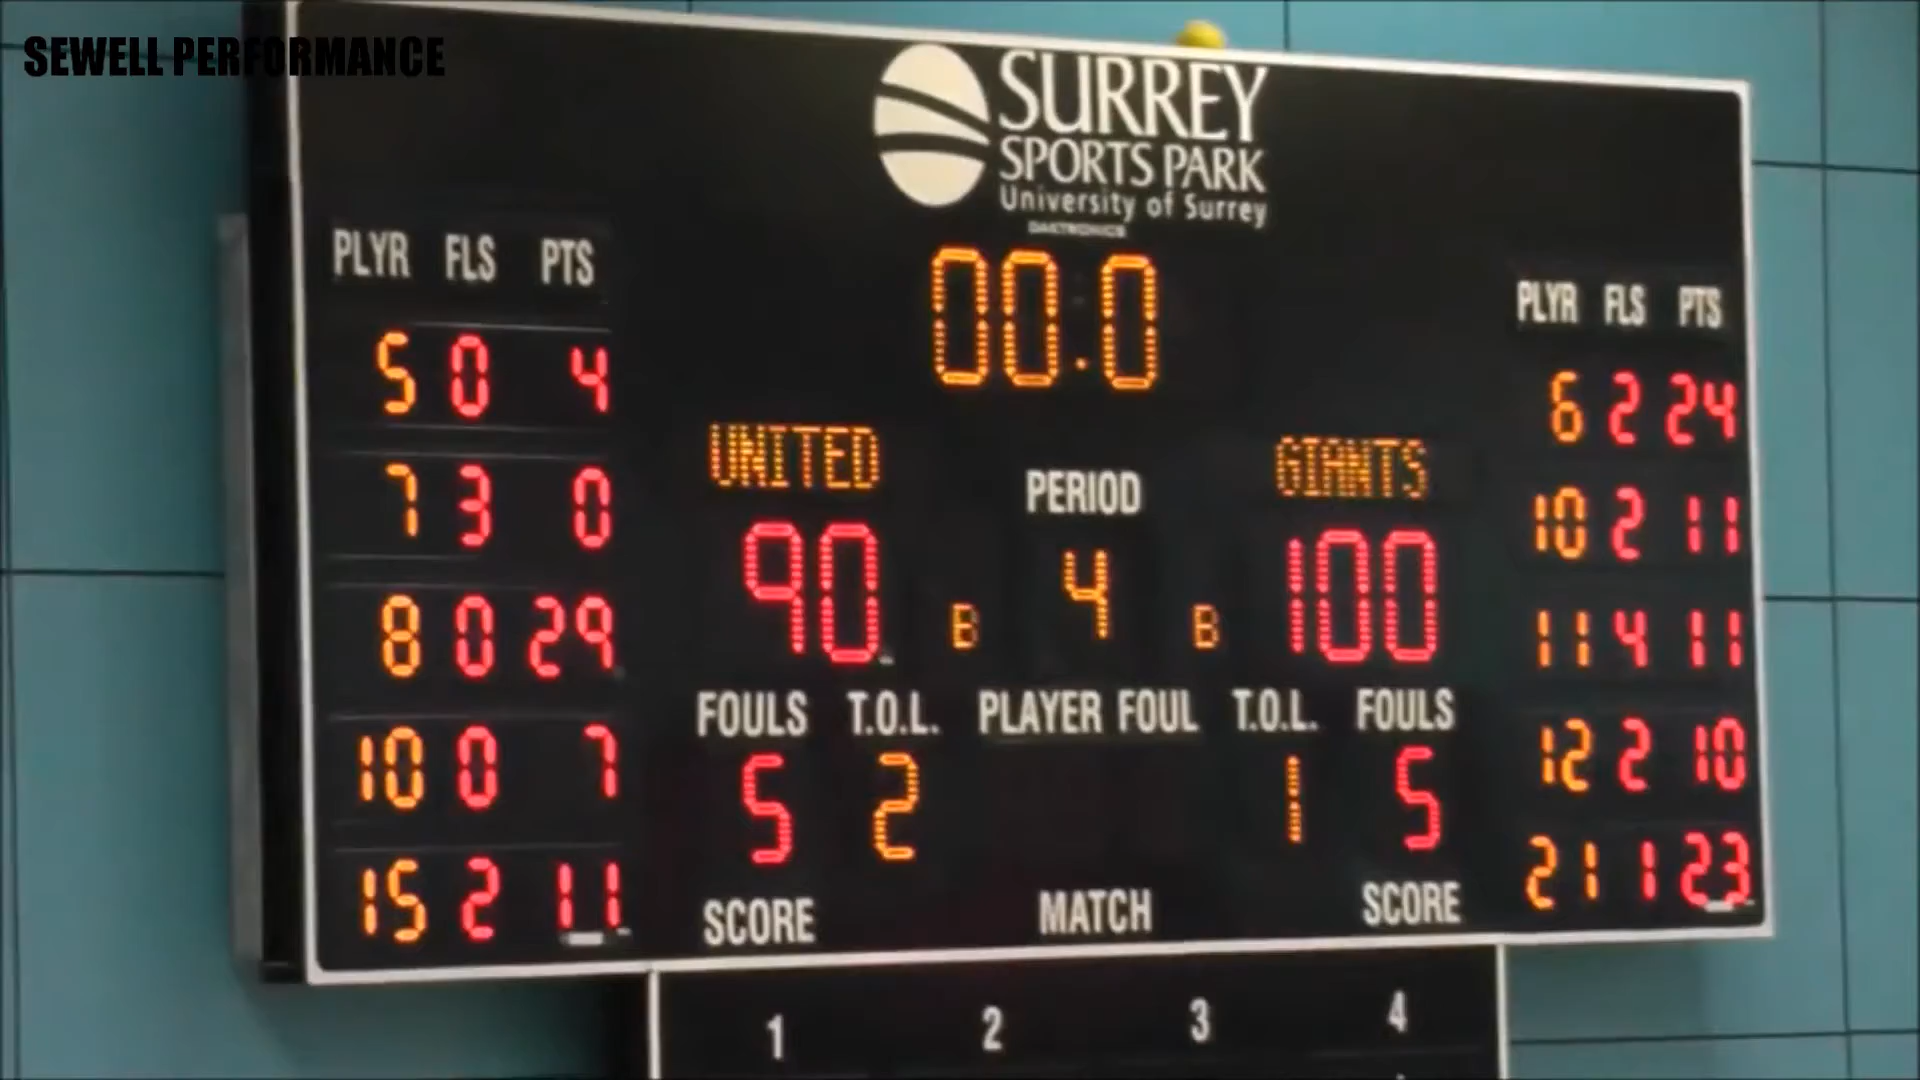 SEWELL PERFORMANCE
SURREY
SPORTS PARK
University of Surrey
DAKTRONICS
00:0
PLYR FLS PTS
5 0 4
7 3 0
8 0 29
10 0 7
15 2 11
UNITED
90
PERIOD
B 4 B
GIANTS
100
FOULS T.O.L. PLAYER FOUL T.O.L. FOULS
5 2 1 5
SCORE MATCH SCORE
PLYR FLS PTS
6 2 24
10 2 11
11 4 11
12 2 10
21 1 23
1 2 3 4